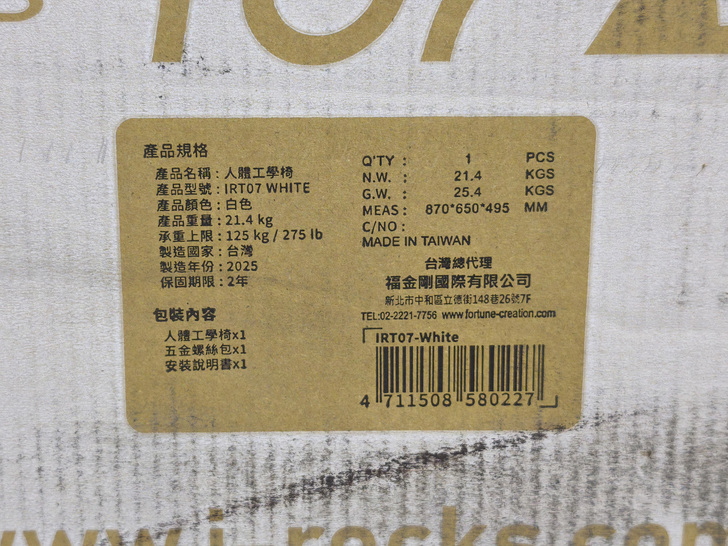 T07
產品規格
產品名稱：人體工學椅
產品型號：IRT07 WHITE
產品顏色：白色
產品重量：21.4 kg
承重上限：125 kg / 275 lb
製造國家：台灣
製造年份：2025
保固期限：2年
包裝內容
人體工學椅x1
五金螺絲包x1
安裝說明書x1
Q'TY : 1 PCS
N.W. : 21.4 KGS
G.W. : 25.4 KGS
MEAS : 870*650*495 MM
C/NO :
MADE IN TAIWAN
台灣總代理
福金剛國際有限公司
新北市中和區立德街148巷26號7F
TEL:02-2221-7756 www.fortune-creation.com
IRT07-White
4 711508 580227
www.i-rocks.com